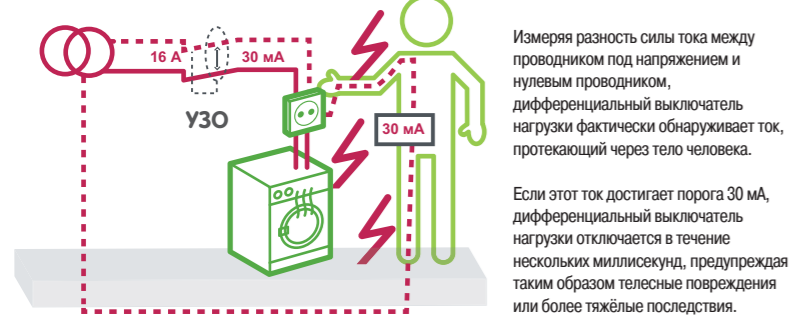 16 А 30 мА
УЗО
30 мА
Измеряя разность силы тока между
проводником под напряжением и
нулевым проводником,
дифференциальный выключатель
нагрузки фактически обнаруживает ток,
протекающий через тело человека.
Если этот ток достигает порога 30 мА,
дифференциальный выключатель
нагрузки отключается в течение
нескольких миллисекунд, предупреждая
таким образом телесные повреждения
или более тяжёлые последствия.